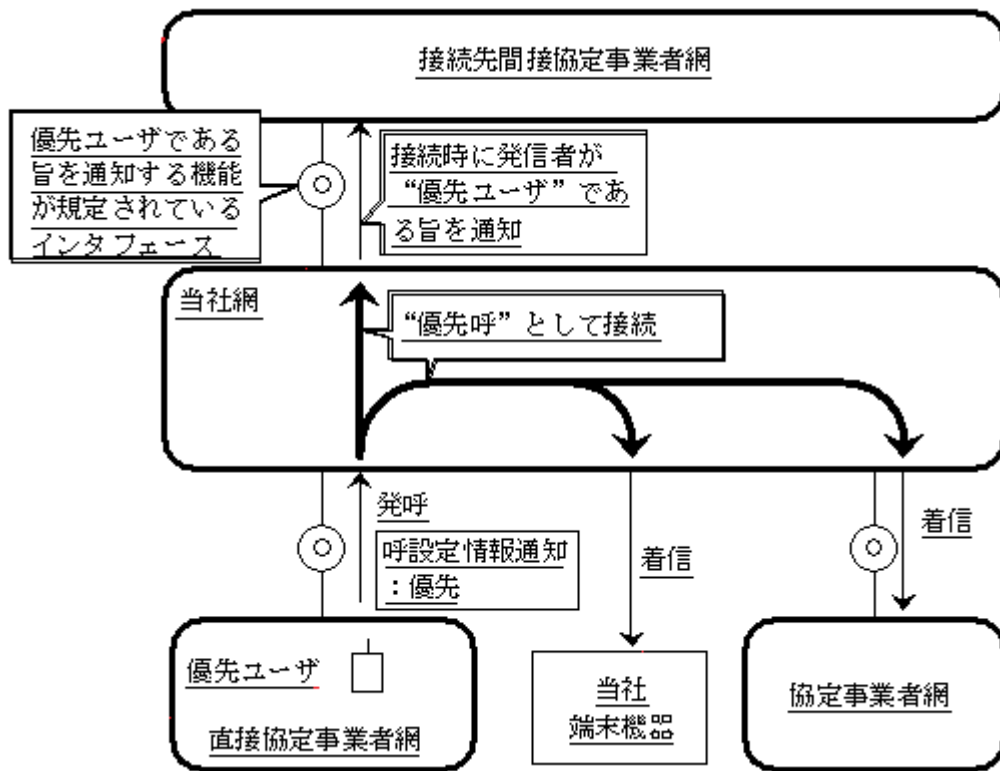 接続先間接協定事業者網
優先ユーザである
旨を通知する機能
が規定されている
インタフェース
接続時に発信者が
“優先ユーザ”であ
る旨を通知
当社網
“優先呼”として接続
発呼
呼設定情報通知
：優先
着信
着信
優先ユーザ
直接協定事業者網
当社
端末機器
協定事業者網